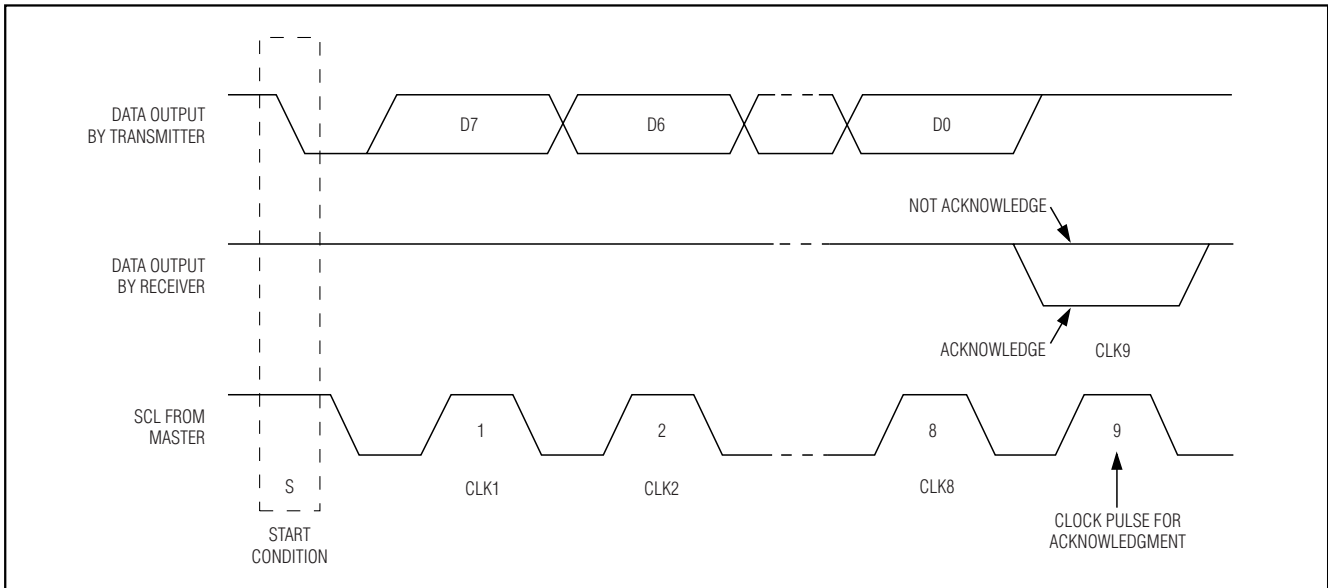 DATA OUTPUT
BY TRANSMITTER
D7
D6
D0
NOT ACKNOWLEDGE
DATA OUTPUT
BY RECEIVER
ACKNOWLEDGE
CLK9
SCL FROM
MASTER
1
2
8
9
S
CLK1
CLK2
CLK8
START
CONDITION
CLOCK PULSE FOR
ACKNOWLEDGMENT